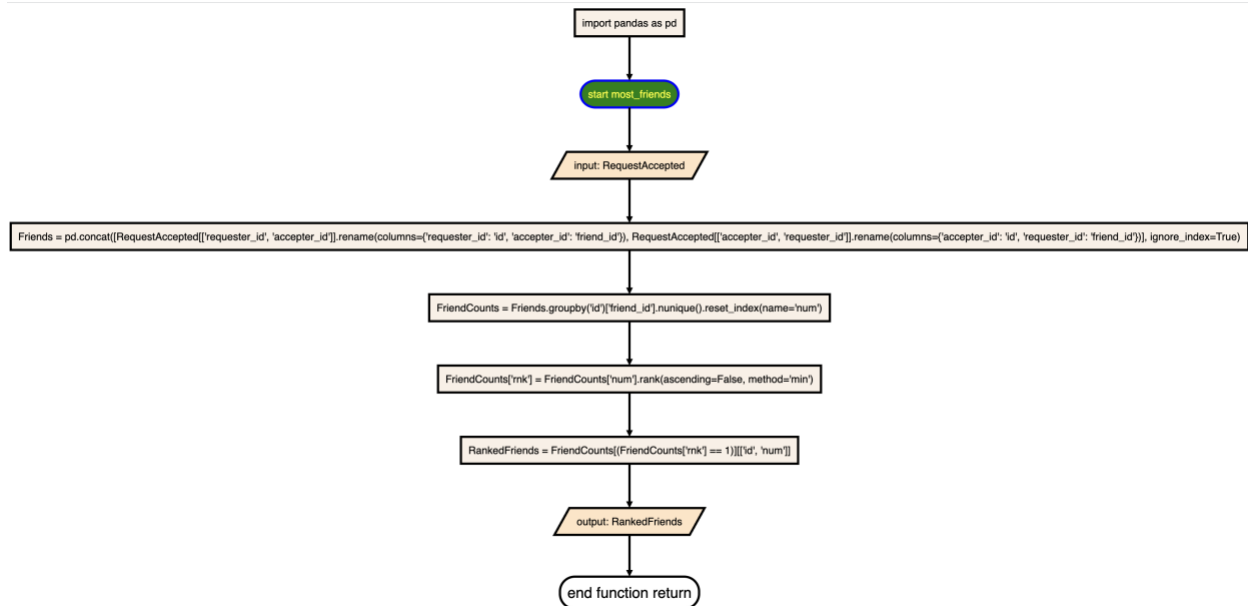 import pandas as pd
start most_friends
input: RequestAccepted
Friends = pd.concat([RequestAccepted[['requester_id', 'accepter_id']].rename(columns={'requester_id': 'id', 'accepter_id': 'friend_id'}), RequestAccepted[['accepter_id', 'requester_id']].rename(columns={'accepter_id': 'id', 'requester_id': 'friend_id'})], ignore_index=True)
FriendCounts = Friends.groupby('id')['friend_id'].nunique().reset_index(name='num')
FriendCounts['rnk'] = FriendCounts['num'].rank(ascending=False, method='min')
RankedFriends = FriendCounts[(FriendCounts['rnk'] == 1)][['id', 'num']]
output: RankedFriends
end function return